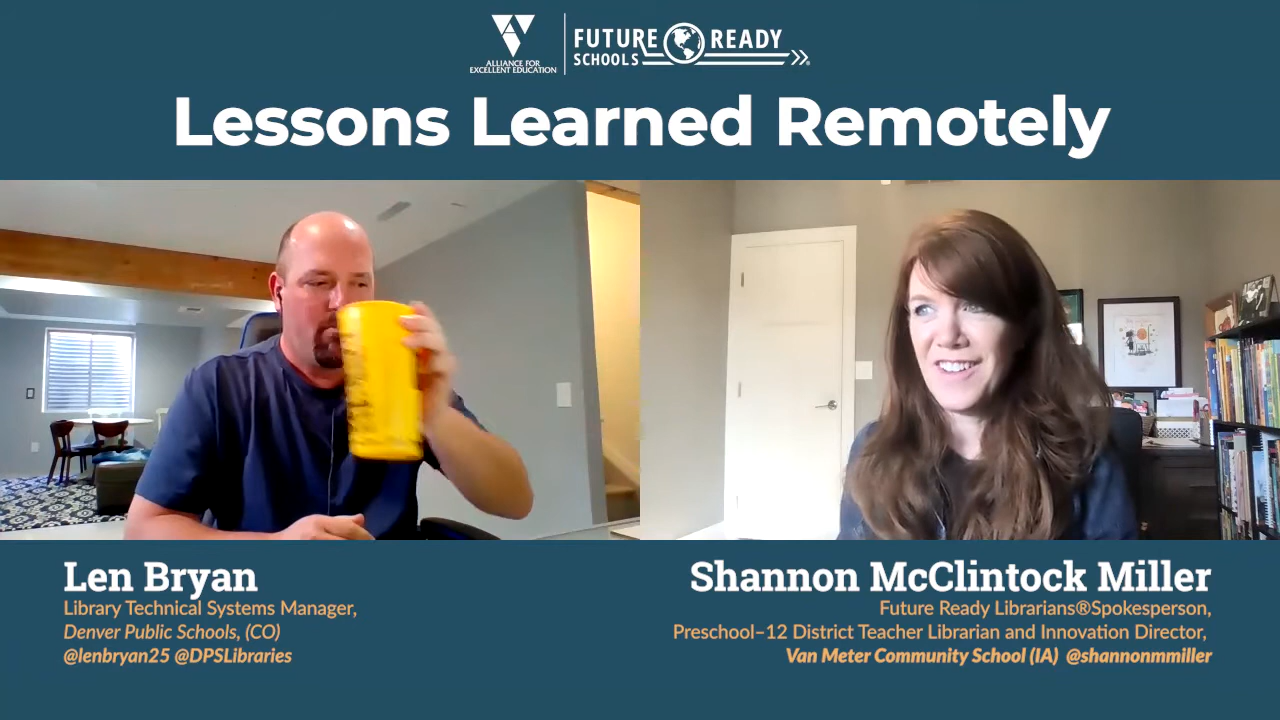 ALLIANCE FOR
EXCELLENT EDUCATION
FUTURE READY
SCHOOLS
Lessons Learned Remotely
Len Bryan
Library Technical Systems Manager,
Denver Public Schools, (CO)
@lenbryan25 @DPSLibraries
Shannon McClintock Miller
Future Ready Librarians®Spokesperson,
Preschool–12 District Teacher Librarian and Innovation Director,
Van Meter Community School (IA) @shannonmmiller